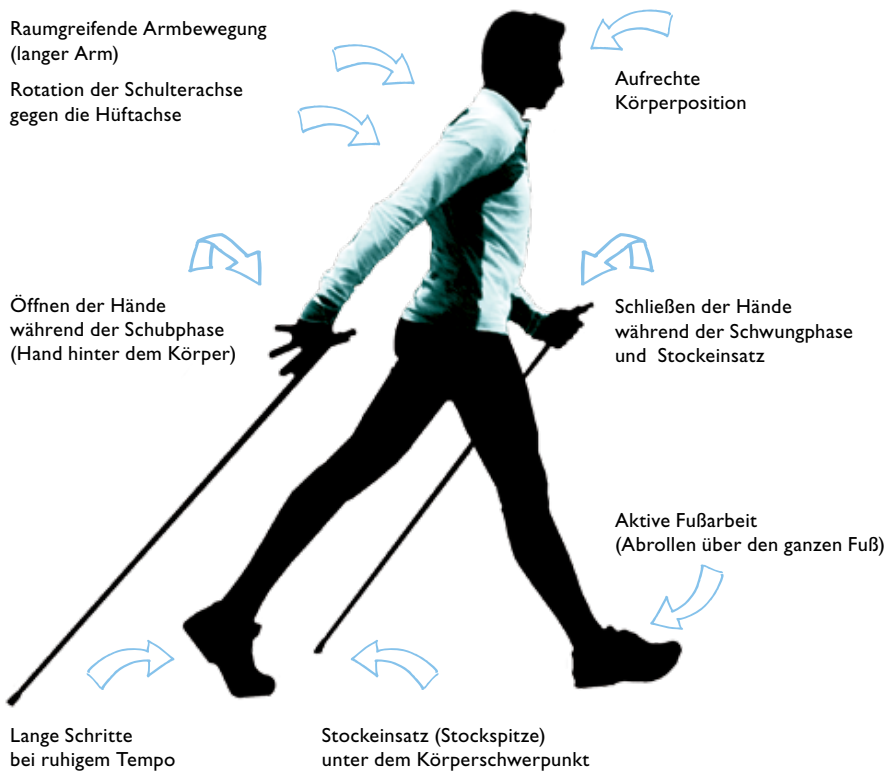 Raumgreifende Armbewegung
(langer Arm)
Rotation der Schulterachse
gegen die Hüftachse
Aufrechte
Körperposition
Öffnen der Hände
während der Schubphase
(Hand hinter dem Körper)
Schließen der Hände
während der Schwungphase
und Stockeinsatz
Aktive Fußarbeit
(Abrollen über den ganzen Fuß)
Lange Schritte
bei ruhigem Tempo
Stockeinsatz (Stockspitze)
unter dem Körperschwerpunkt